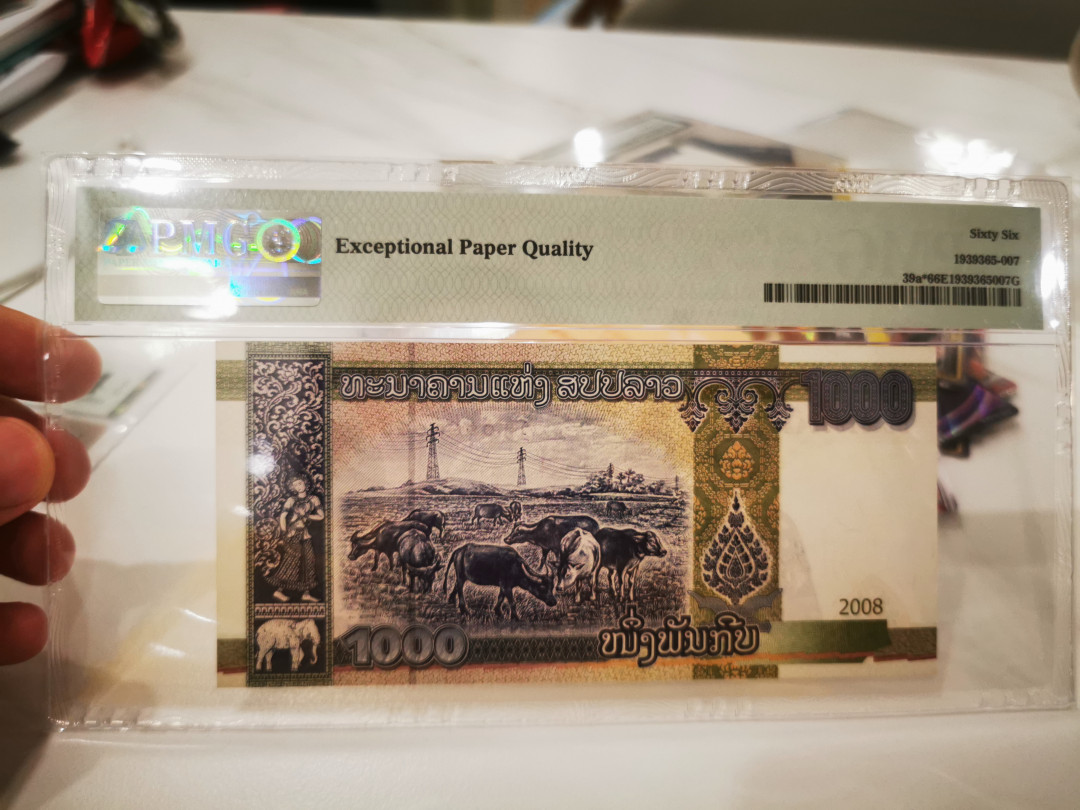 PMG
Exceptional Paper Quality
Sixty Six
1939365-007
39a*66E1939365007G
ທະນາຄານແຫ່ງ ສປປລາວ
1000
2008
1000
ໜຶ່ງພັນກີບ